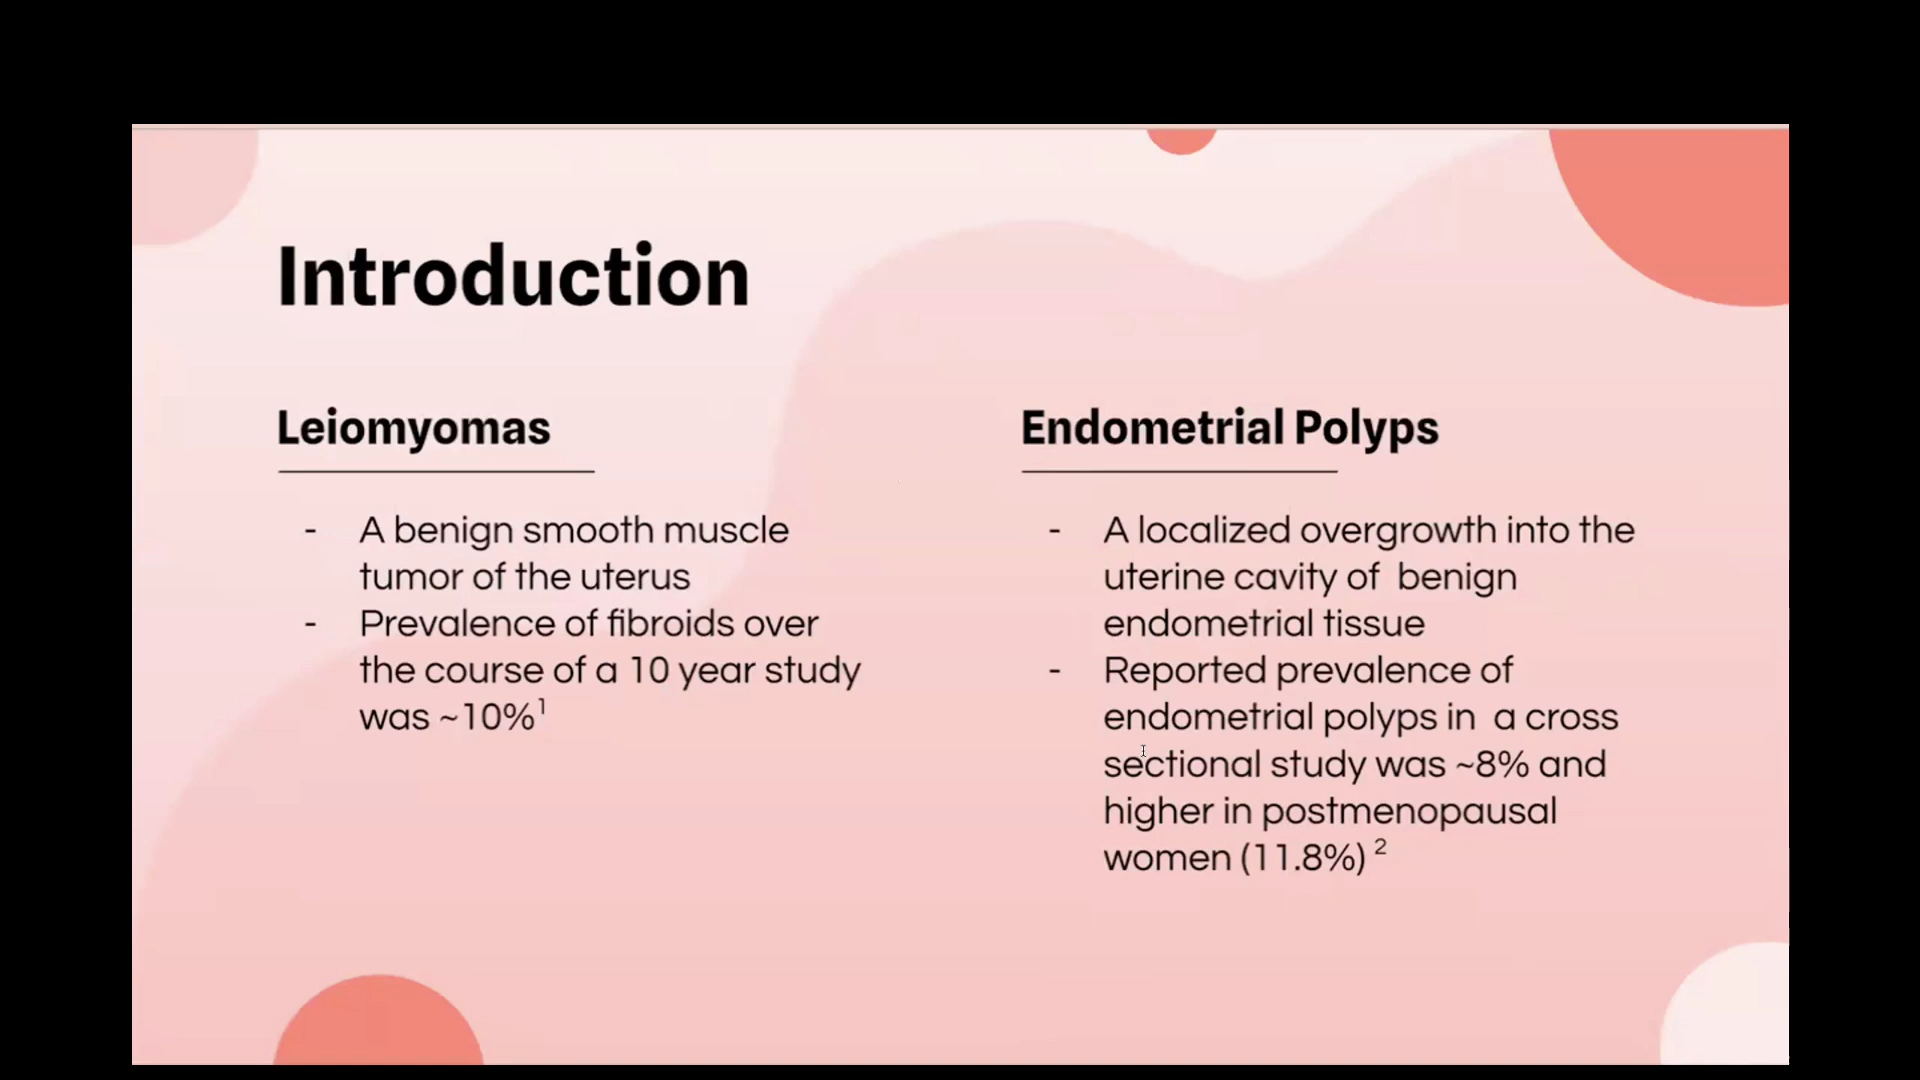 Introduction
Leiomyomas
- A benign smooth muscle
tumor of the uterus
- Prevalence of fibroids over
the course of a 10 year study
was ~10%¹
Endometrial Polyps
- A localized overgrowth into the
uterine cavity of  benign
endometrial tissue
- Reported prevalence of
endometrial polyps in  a cross
sectional study was ~8% and
higher in postmenopausal
women (11.8%) ²